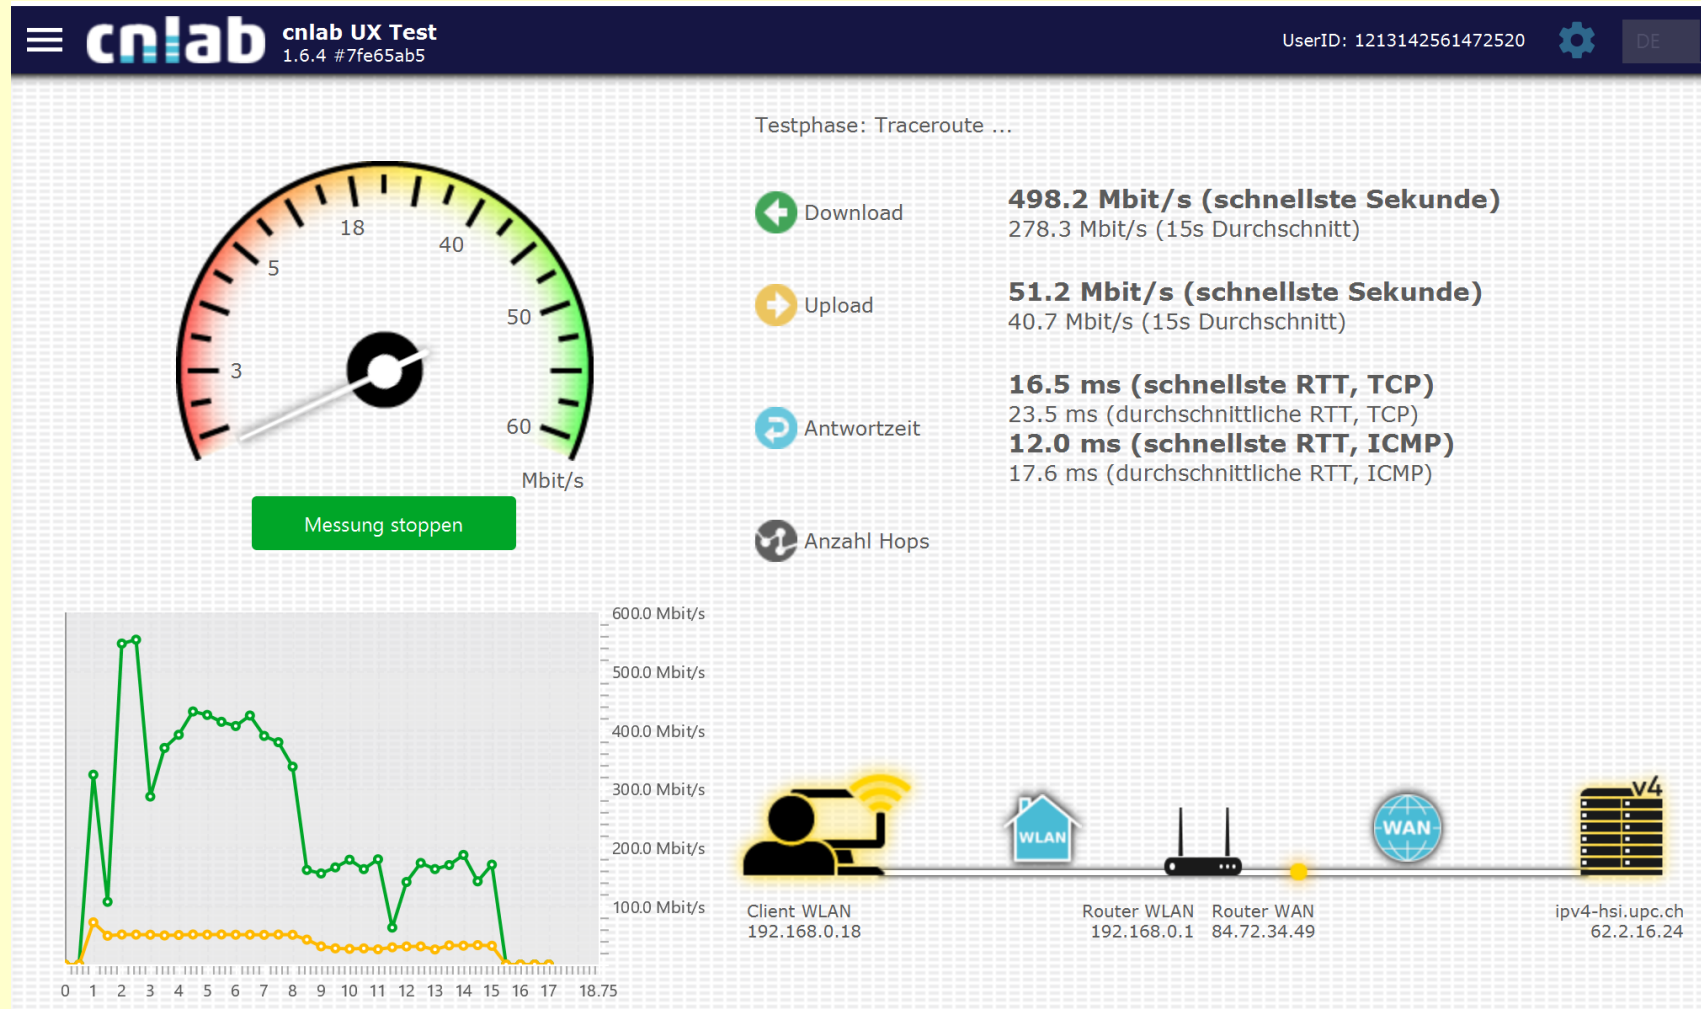 cnlab
cnlab UX Test
1.6.4 #7fe65ab5
UserID: 1213142561472520
DE
Testphase: Traceroute ...
3
5
18
40
50
60
Mbit/s
Messung stoppen
Download
498.2 Mbit/s (schnellste Sekunde)
278.3 Mbit/s (15s Durchschnitt)
Upload
51.2 Mbit/s (schnellste Sekunde)
40.7 Mbit/s (15s Durchschnitt)
Antwortzeit
16.5 ms (schnellste RTT, TCP)
23.5 ms (durchschnittliche RTT, TCP)
12.0 ms (schnellste RTT, ICMP)
17.6 ms (durchschnittliche RTT, ICMP)
Anzahl Hops
600.0 Mbit/s
500.0 Mbit/s
400.0 Mbit/s
300.0 Mbit/s
200.0 Mbit/s
100.0 Mbit/s
0 1 2 3 4 5 6 7 8 9 10 11 12 13 14 15 16 17 18.75
WLAN
WAN
v4
Client WLAN
192.168.0.18
Router WLAN
192.168.0.1
Router WAN
84.72.34.49
ipv4-hsi.upc.ch
62.2.16.24